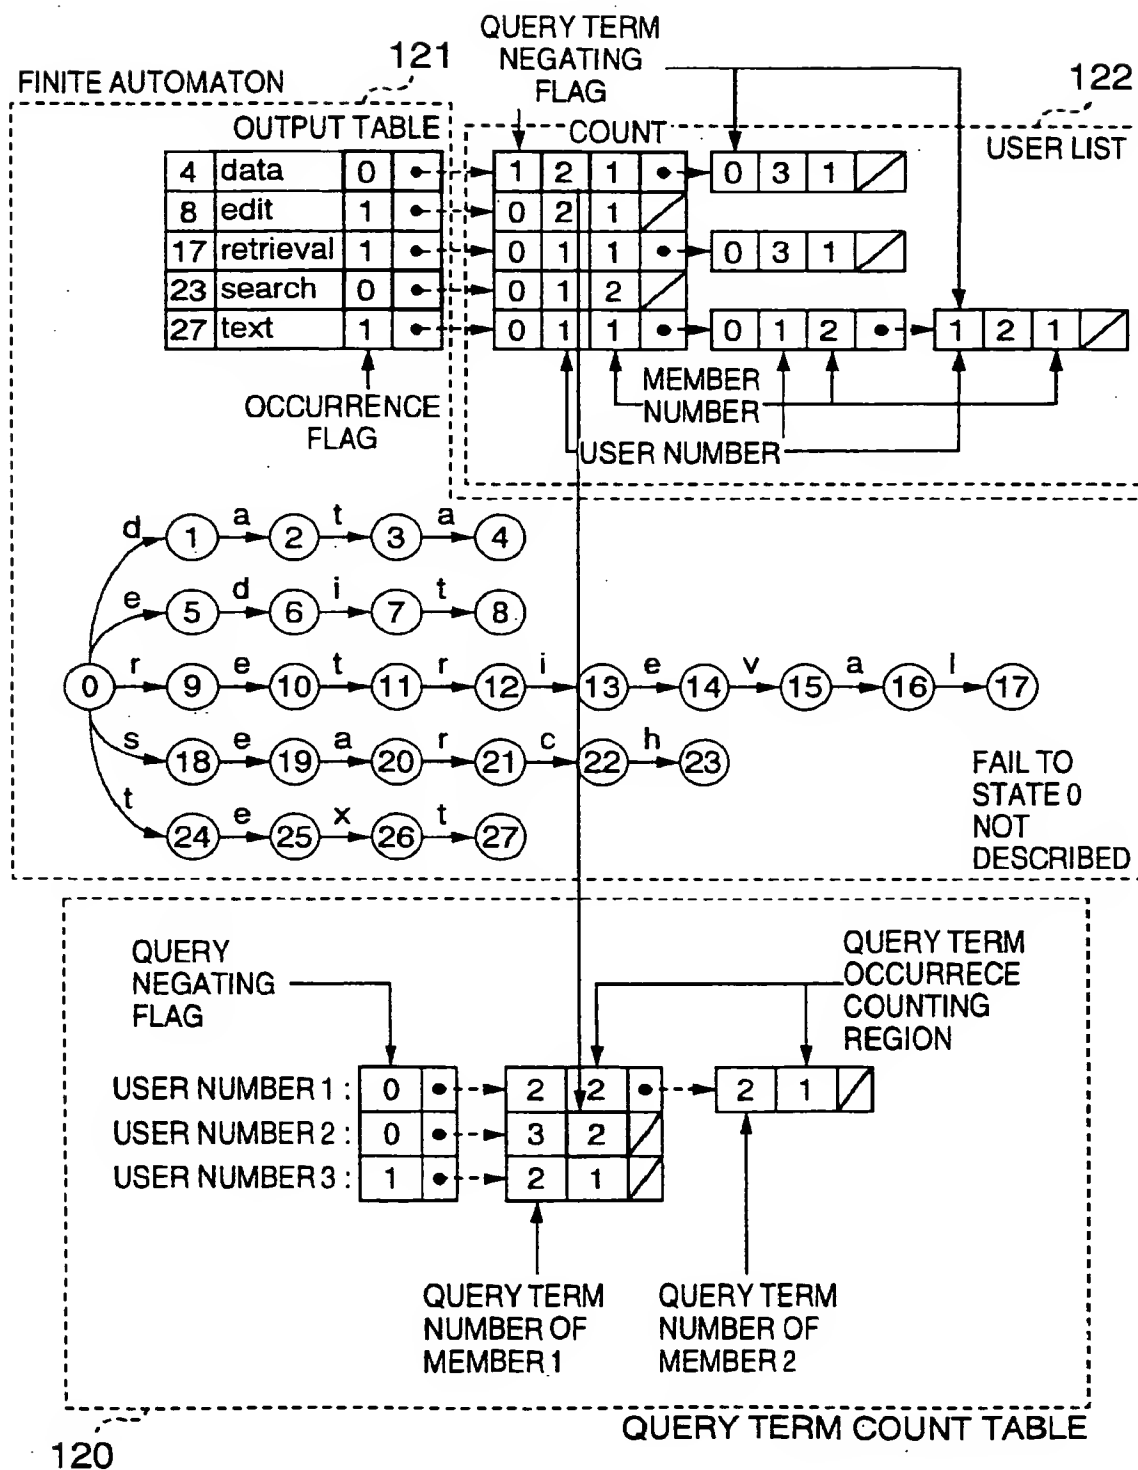 QUERY TERM
NEGATING
FLAG
121
122
FINITE AUTOMATON
OUTPUT TABLE
COUNT
USER LIST
4 data 0 1 2 1 0 3 1
8 edit 1 0 2 1
17 retrieval 1 0 1 1 0 3 1
23 search 0 0 1 2
27 text 1 0 1 1 0 1 2 1 2 1
OCCURRENCE
FLAG
MEMBER
NUMBER
USER NUMBER
d a t a
1 2 3 4
e d i t
5 6 7 8
r e t r i e v a l
0 9 10 11 12 13 14 15 16 17
s e a r c h
18 19 20 21 22 23
t e x t
24 25 26 27
FAIL TO
STATE 0
NOT
DESCRIBED
QUERY
NEGATING
FLAG
QUERY TERM
OCCURRECE
COUNTING
REGION
USER NUMBER 1 : 0 2 2 2 1
USER NUMBER 2 : 0 3 2
USER NUMBER 3 : 1 2 1
QUERY TERM
NUMBER OF
MEMBER 1
QUERY TERM
NUMBER OF
MEMBER 2
QUERY TERM COUNT TABLE
120